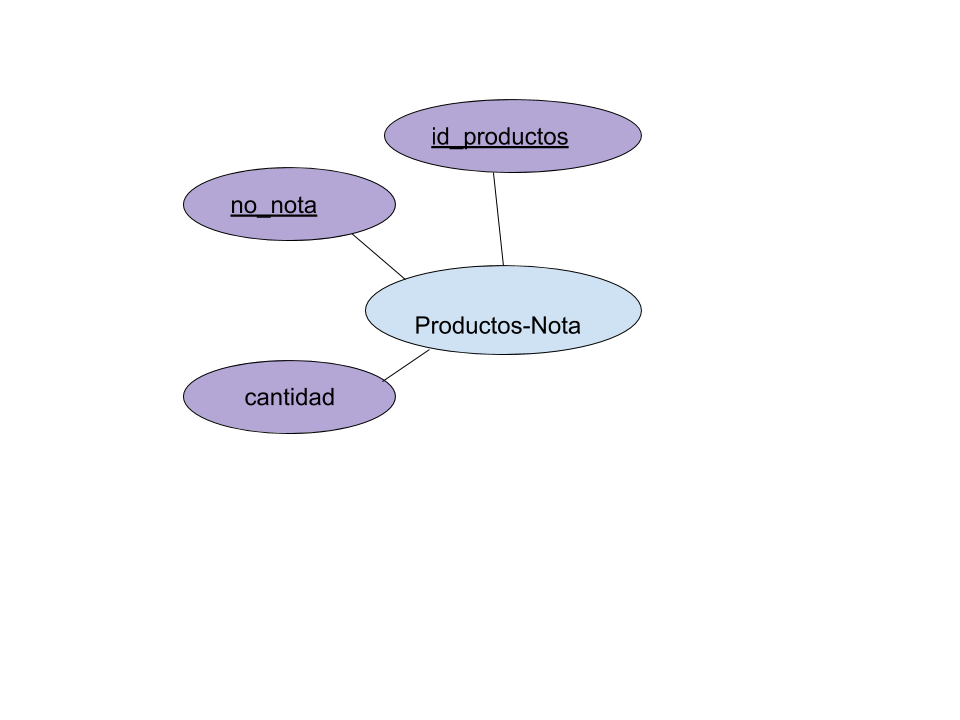 id_productos
no_nota
Productos-Nota
cantidad